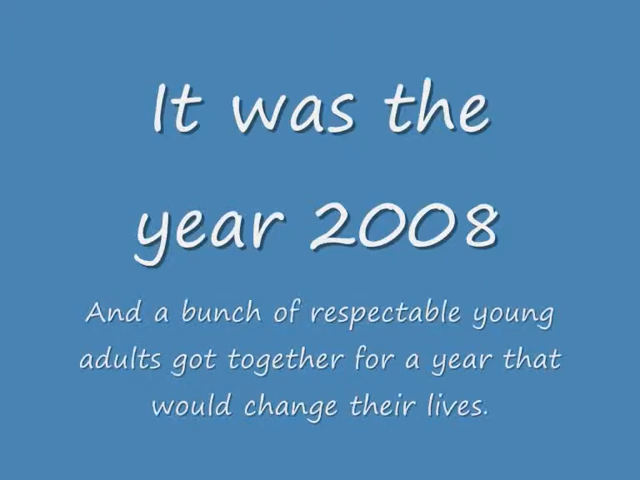 It was the
year 2008
And a bunch of respectable young
adults got together for a year that
would change their lives.